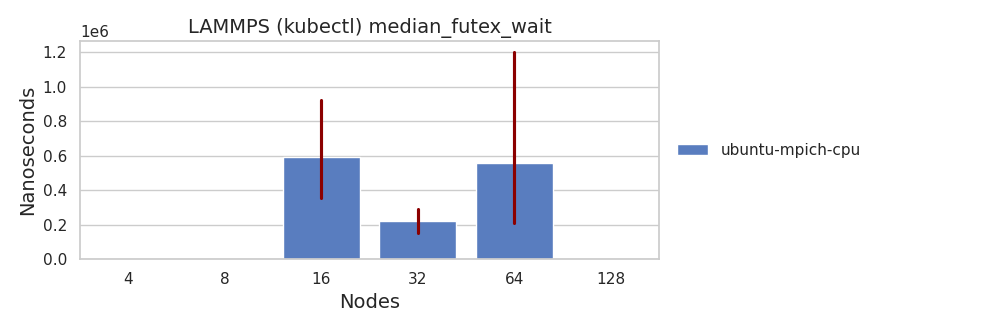 LAMMPS (kubectl) median_futex_wait
1e6
1.2
1.0
0.8
0.6
0.4
0.2
0.0
Nanoseconds
4 8 16 32 64 128
Nodes
ubuntu-mpich-cpu